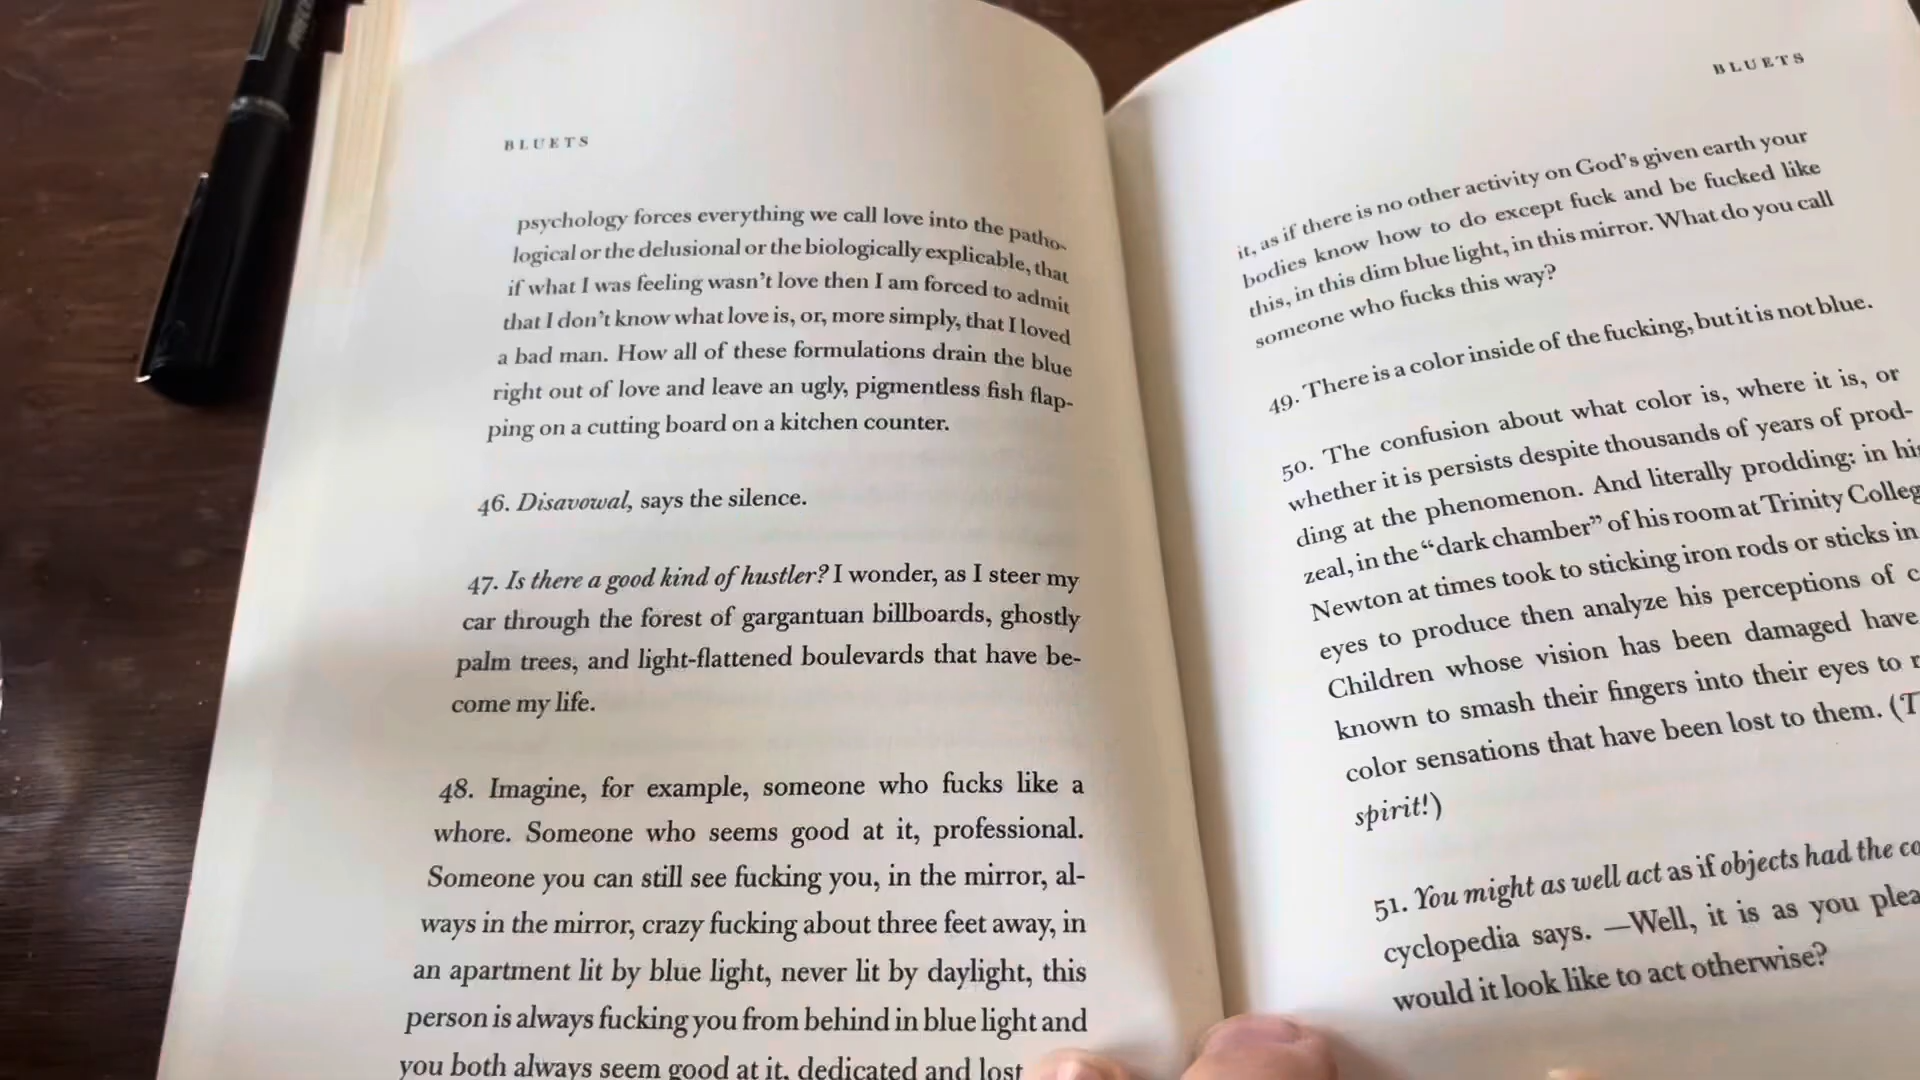 BLUETS
psychology forces everything we call love into the patho-
logical or the delusional or the biologically explicable, that
if what I was feeling wasn't love then I am forced to admit
that I don't know what love is, or, more simply, that I loved
a bad man. How all of these formulations drain the blue
right out of love and leave an ugly, pigmentless fish flap-
ping on a cutting board on a kitchen counter.
46. Disavowal, says the silence.
47. Is there a good kind of hustler? I wonder, as I steer my
car through the forest of gargantuan billboards, ghostly
palm trees, and light-flattened boulevards that have be-
come my life.
48. Imagine, for example, someone who fucks like a
whore. Someone who seems good at it, professional.
Someone you can still see fucking you, in the mirror, al-
ways in the mirror, crazy fucking about three feet away, in
an apartment lit by blue light, never lit by daylight, this
person is always fucking you from behind in blue light and
you both always seem good at it, dedicated and lost
BLUETS
it, as if there is no other activity on God's given earth your
bodies know how to do except fuck and be fucked like
this, in this dim blue light, in this mirror. What do you call
someone who fucks this way?
49. There is a color inside of the fucking, but it is not blue.
50. The confusion about what color is, where it is, or
whether it is persists despite thousands of years of prod-
ding at the phenomenon. And literally prodding: in his
zeal, in the “dark chamber” of his room at Trinity Colleg
Newton at times took to sticking iron rods or sticks in
eyes to produce then analyze his perceptions of c
Children whose vision has been damaged have
known to smash their fingers into their eyes to r
color sensations that have been lost to them. (T
spirit!)
51. You might as well act as if objects had the co
cyclopedia says. —Well, it is as you plea
would it look like to act otherwise?